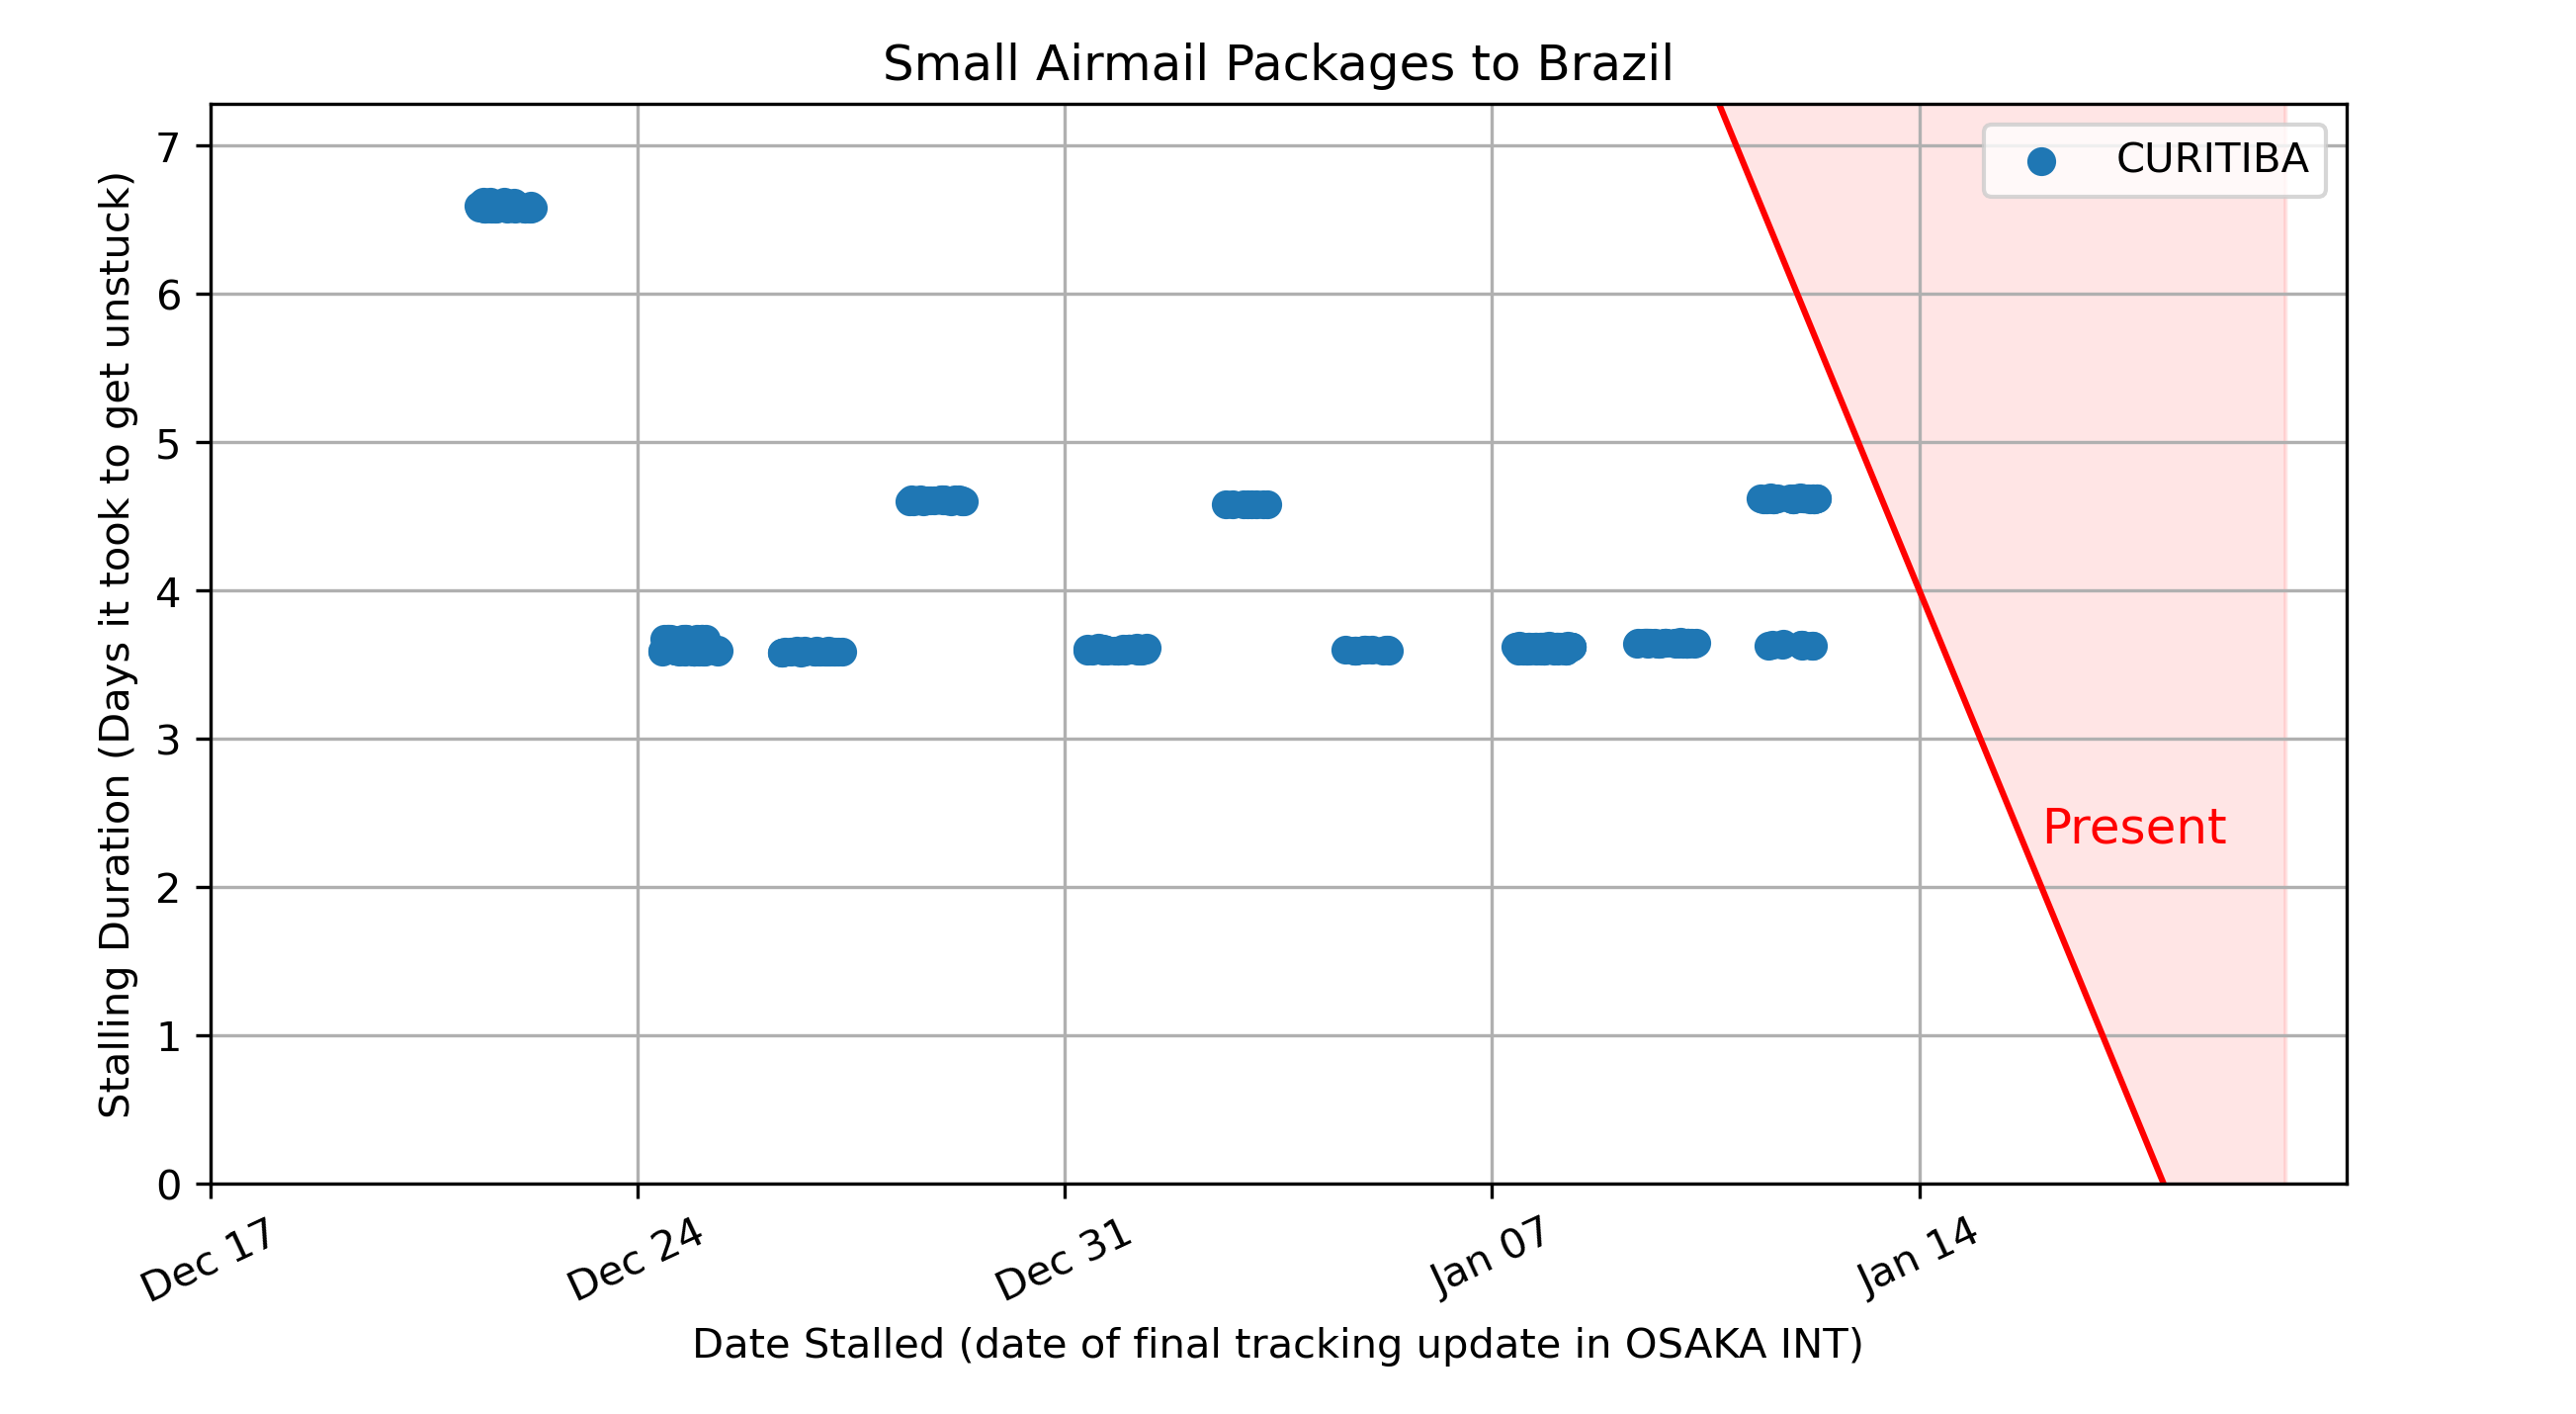 Small Airmail Packages to Brazil
CURITIBA
Stalling Duration (Days it took to get unstuck)
7
6
5
4
3
2
1
0
Present
Dec 17
Dec 24
Dec 31
Jan 07
Jan 14
Date Stalled (date of final tracking update in OSAKA INT)